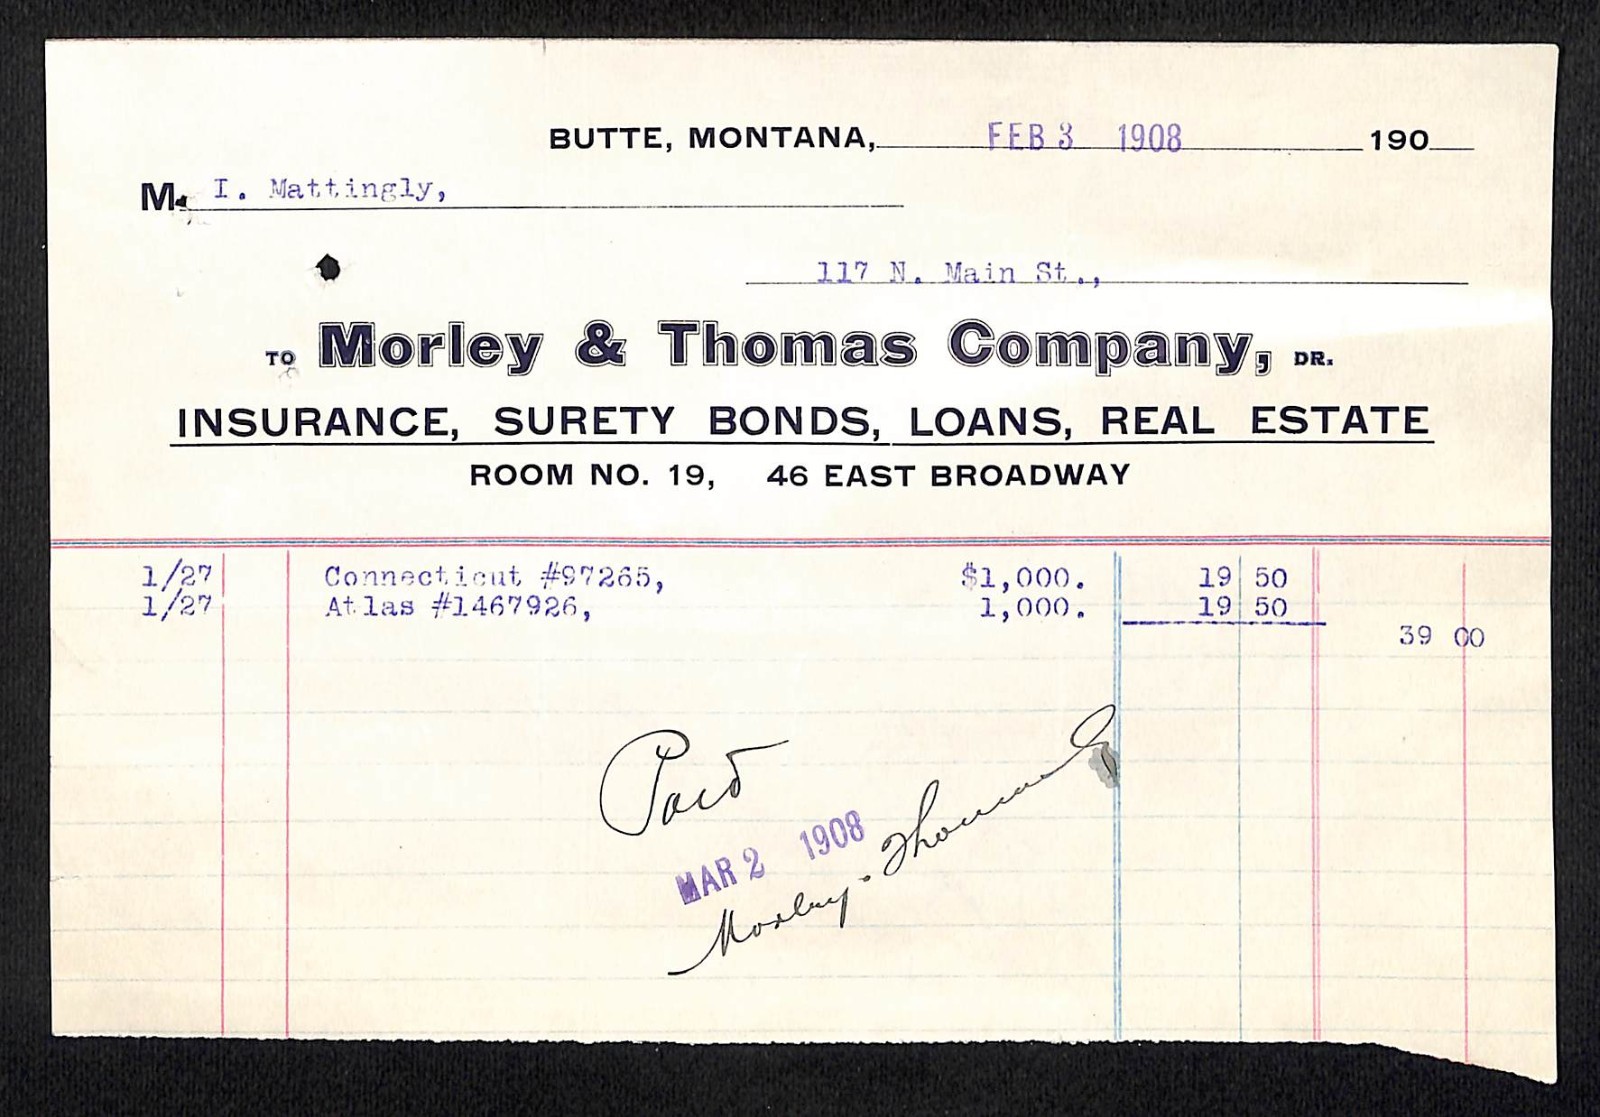 BUTTE, MONTANA, FEB 3 1908 190
M. I. Mattingly,
117 N. Main St.,
TO Morley & Thomas Company, DR.
INSURANCE, SURETY BONDS, LOANS, REAL ESTATE
ROOM NO. 19, 46 EAST BROADWAY
1/27 Connecticut #97265, $1,000. 19 50
1/27 Atlas #1467926, 1,000. 19 50
39 00
Paid
MAR 2 1908
Morley. Thomas